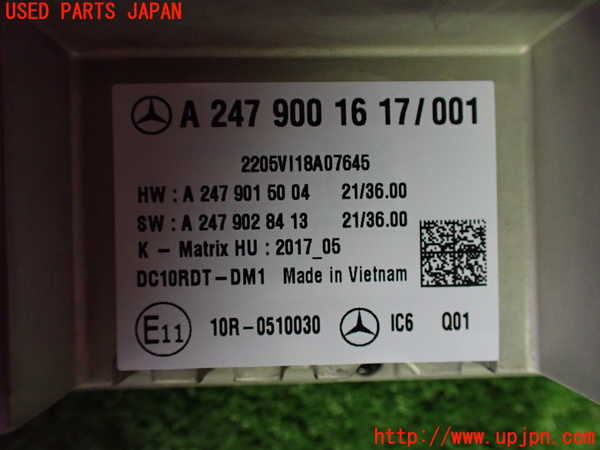 USED PARTS JAPAN
A 247 900 16 17/001
2205VI18A07645
HW : A 247 901 50 04 21/36.00
SW : A 247 902 84 13 21/36.00
K - Matrix HU : 2017_05
DC10RDT-DM1 Made in Vietnam
E11 10R-0510030 IC6 Q01
UPJ
http://www.upjpn.com/